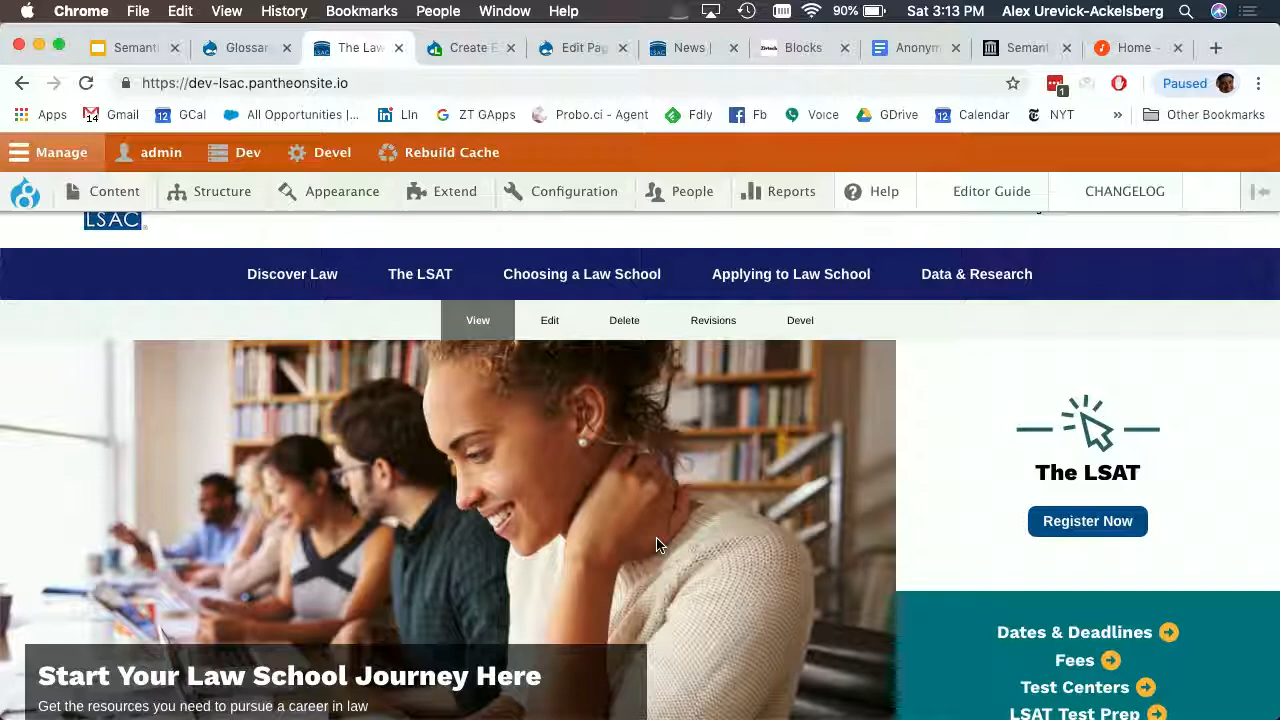 Chrome File Edit View History Bookmarks People Window Help 90% Sat 3:13 PM Alex Urevick-Ackelsberg
Semant Glossar The Law Create E Edit Pag News | Blocks Anonym Semant Home -
https://dev-lsac.pantheonsite.io 1 Paused
Apps 14 Gmail 12 GCal All Opportunities |... LIn ZT GApps Probo.ci - Agent Fdly Fb Voice GDrive 12 Calendar NYT » Other Bookmarks
Manage admin Dev Devel Rebuild Cache
Content Structure Appearance Extend Configuration People Reports Help Editor Guide CHANGELOG
LSAC
Discover Law The LSAT Choosing a Law School Applying to Law School Data & Research
View Edit Delete Revisions Devel
The LSAT
Register Now
Start Your Law School Journey Here
Get the resources you need to pursue a career in law
Dates & Deadlines
Fees
Test Centers
LSAT Test Prep